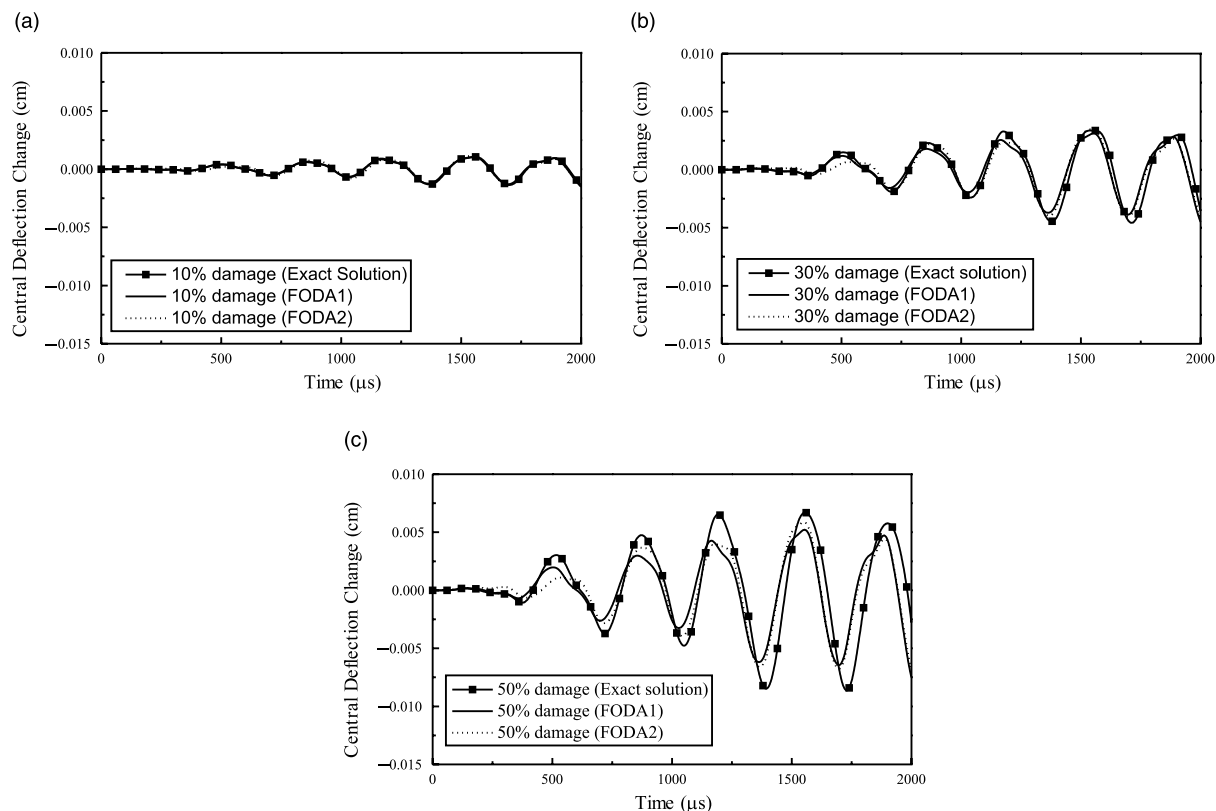 (a)
0.010
0.005
0.000
−0.005
−0.010
−0.015
Central Deflection Change (cm)
10% damage (Exact Solution)
10% damage (FODA1)
10% damage (FODA2)
0 500 1000 1500 2000
Time (μs)
(b)
0.010
0.005
0.000
−0.005
−0.010
−0.015
Central Deflection Change (cm)
30% damage (Exact solution)
30% damage (FODA1)
30% damage (FODA2)
0 500 1000 1500 2000
Time (μs)
(c)
0.010
0.005
0.000
−0.005
−0.010
−0.015
Central Deflection Change (cm)
50% damage (Exact solution)
50% damage (FODA1)
50% damage (FODA2)
0 500 1000 1500 2000
Time (μs)